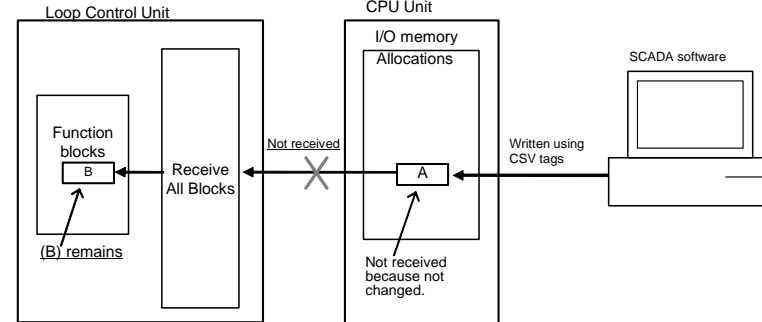 Loop Control Unit
CPU Unit
I/O memory
Allocations
SCADA software
Function
blocks
B
Receive
All Blocks
Not received
A
Written using
CSV tags
(B) remains
Not received
because not
changed.